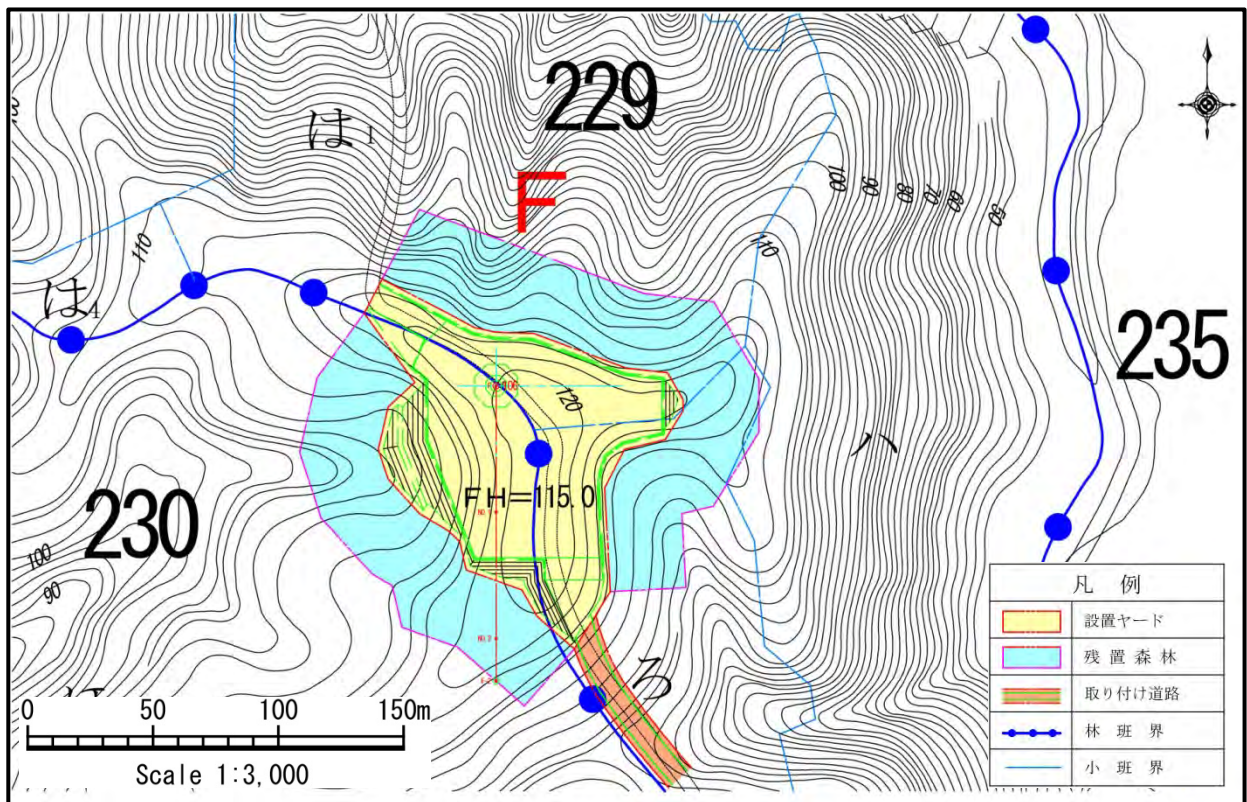 229
は1
F
100
90
80
70
60
50
110
110
は4
235
120
ハ
FH=115.0
230
100
90
ろ
凡 例
設置ヤード
残 置 森 林
取り付け道路
林 班 界
小 班 界
0 50 100 150m
Scale 1:3,000